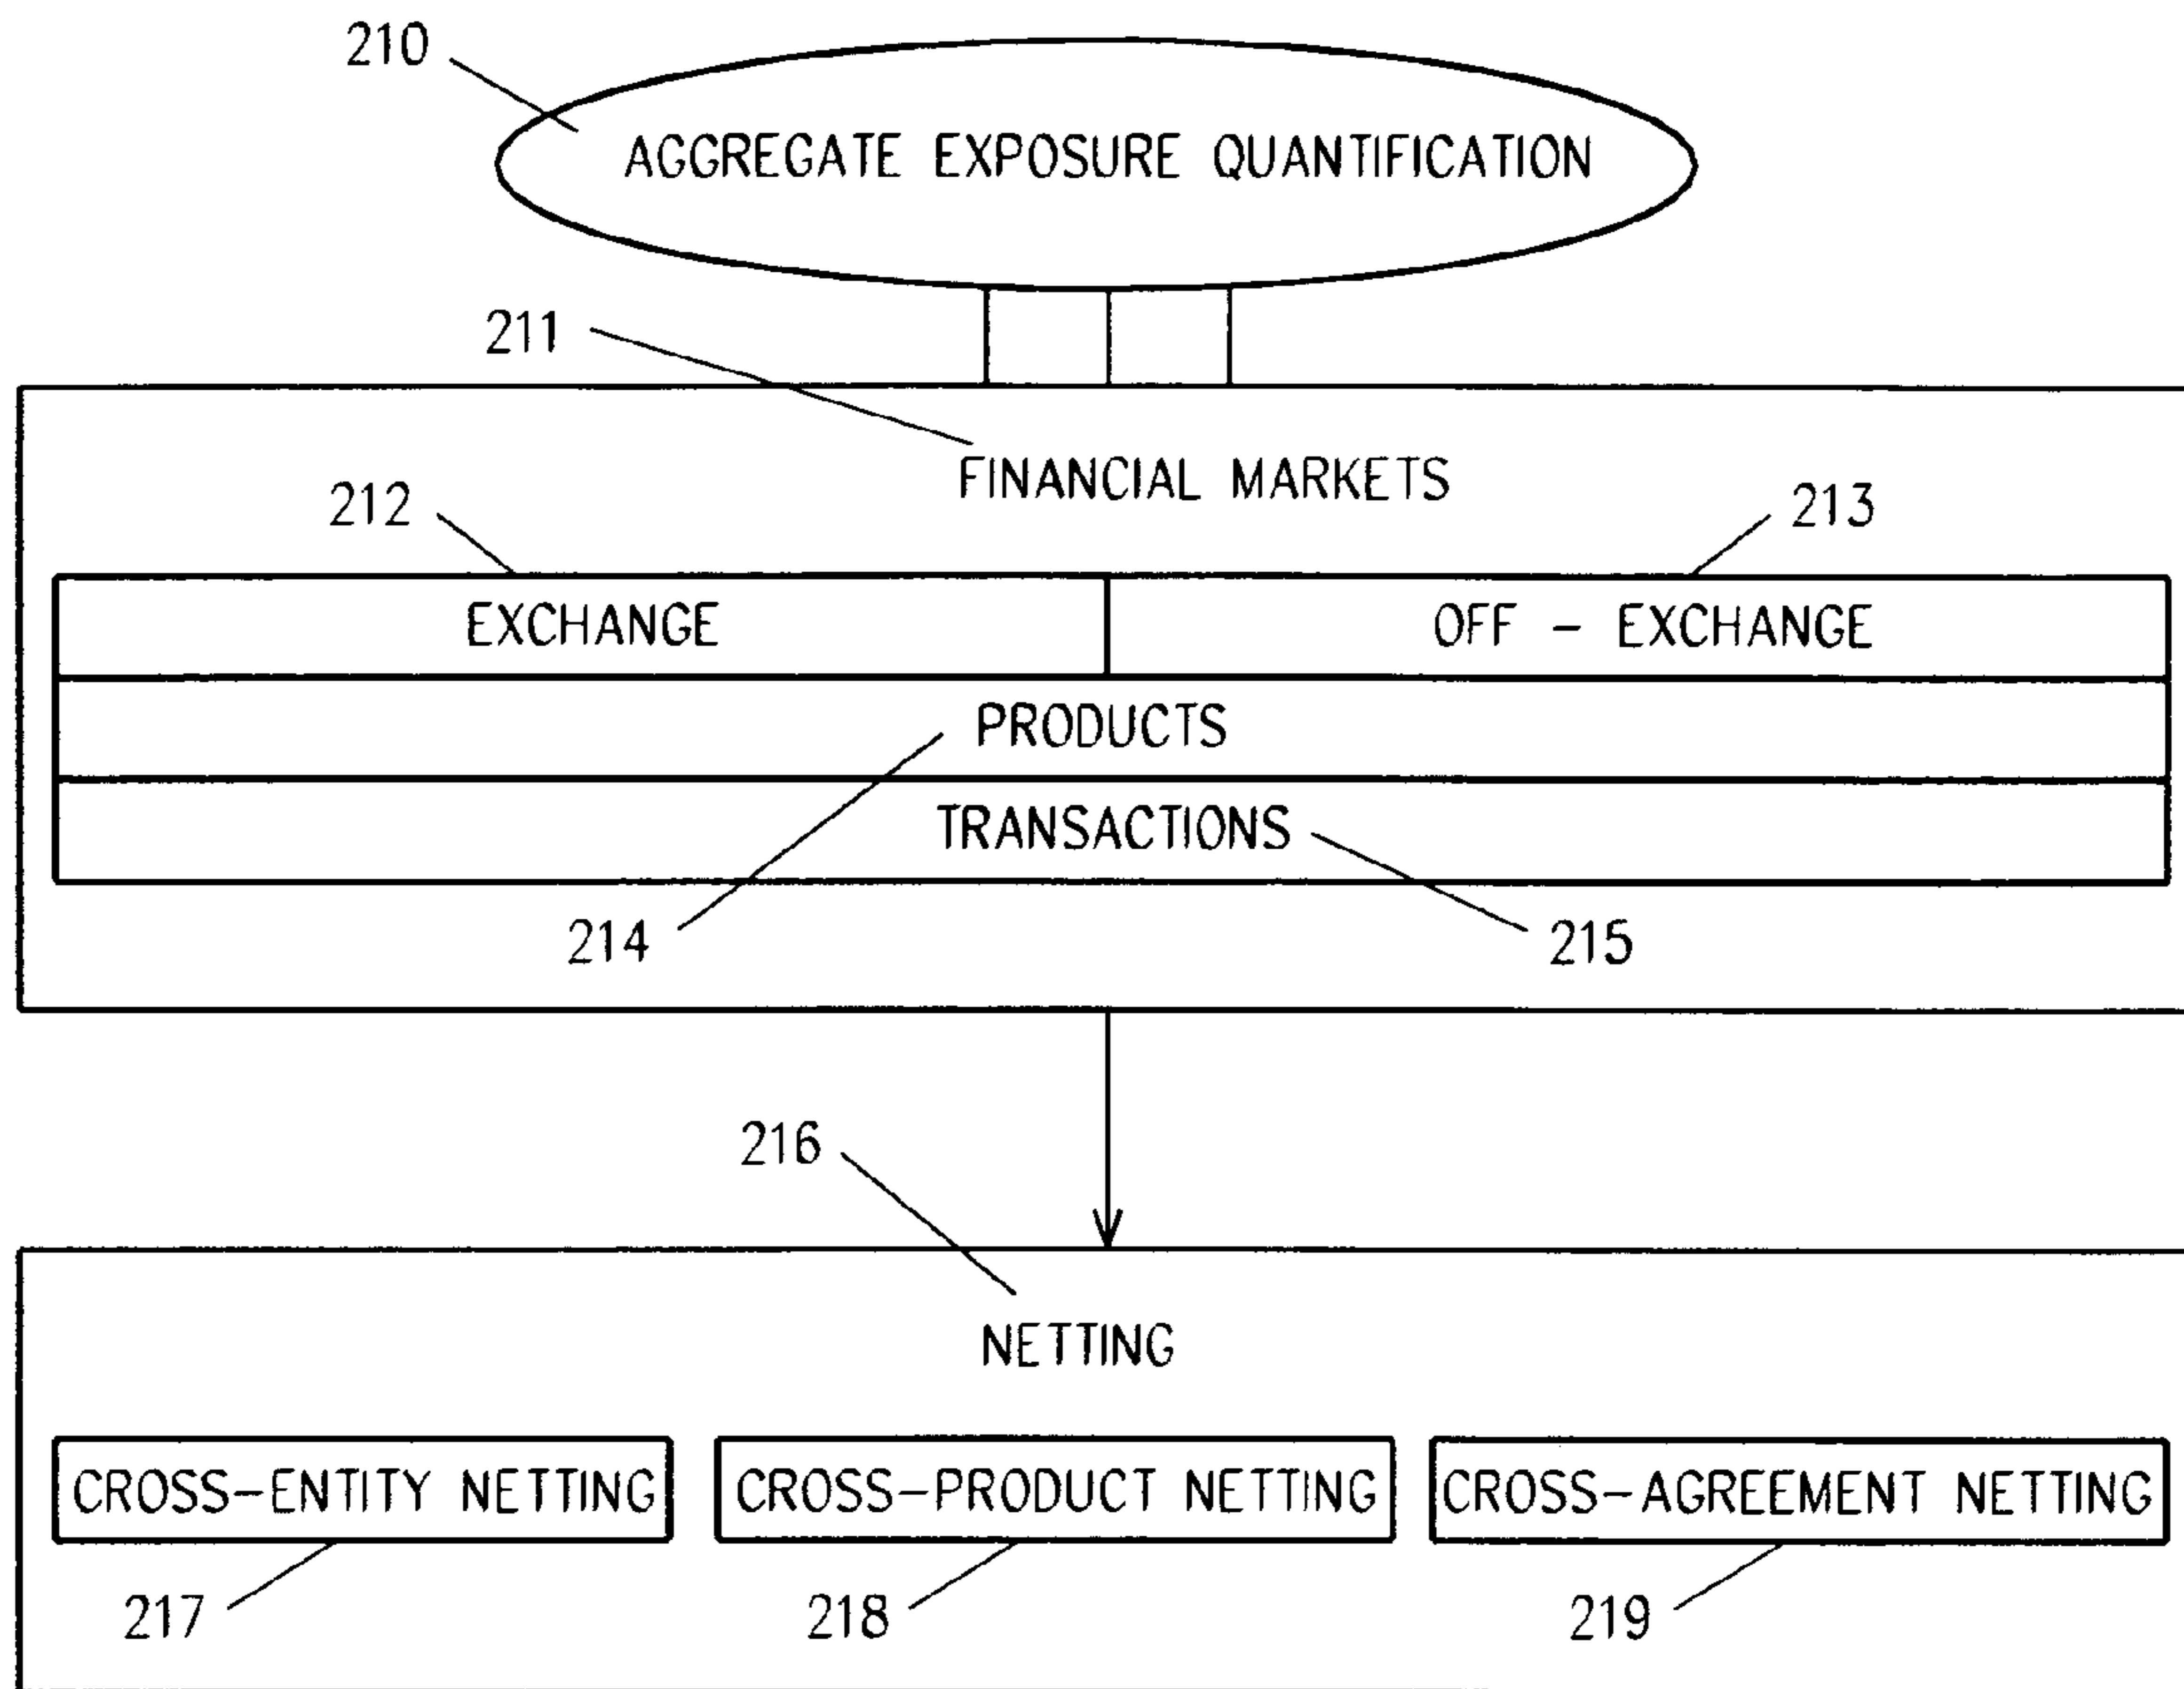 210
AGGREGATE EXPOSURE QUANTIFICATION
211
FINANCIAL MARKETS
212
213
EXCHANGE
OFF - EXCHANGE
PRODUCTS
TRANSACTIONS
214
215
216
NETTING
CROSS-ENTITY NETTING
CROSS-PRODUCT NETTING
CROSS-AGREEMENT NETTING
217
218
219